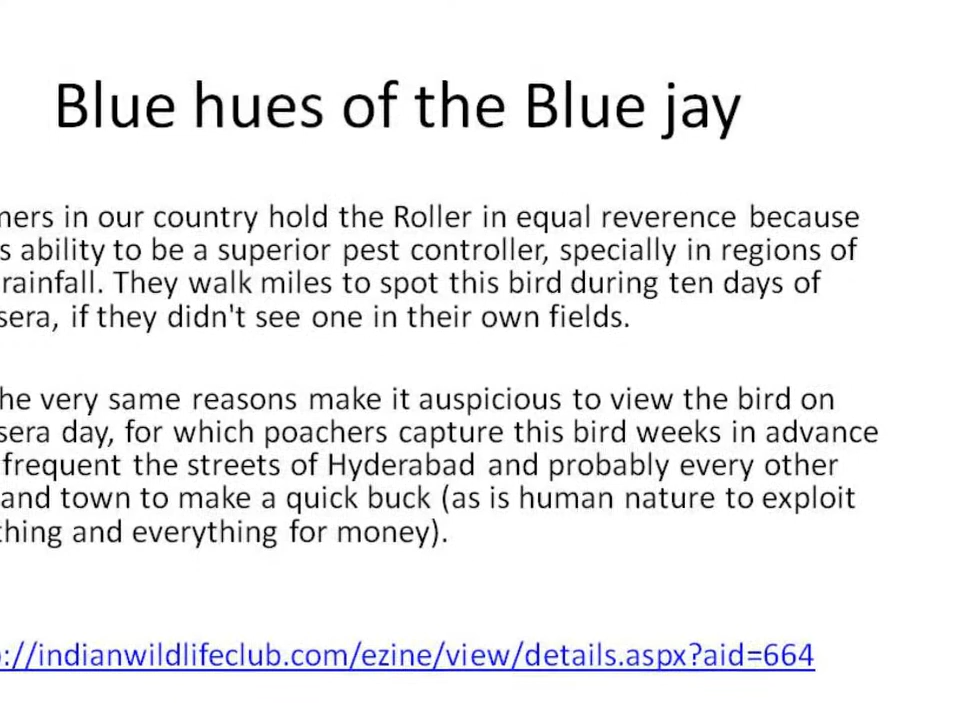 Blue hues of the Blue jay
ners in our country hold the Roller in equal reverence because
s ability to be a superior pest controller, specially in regions of
rainfall. They walk miles to spot this bird during ten days of
sera, if they didn't see one in their own fields.
he very same reasons make it auspicious to view the bird on
sera day, for which poachers capture this bird weeks in advance
frequent the streets of Hyderabad and probably every other
and town to make a quick buck (as is human nature to exploit
thing and everything for money).
://indianwildlifeclub.com/ezine/view/details.aspx?aid=664